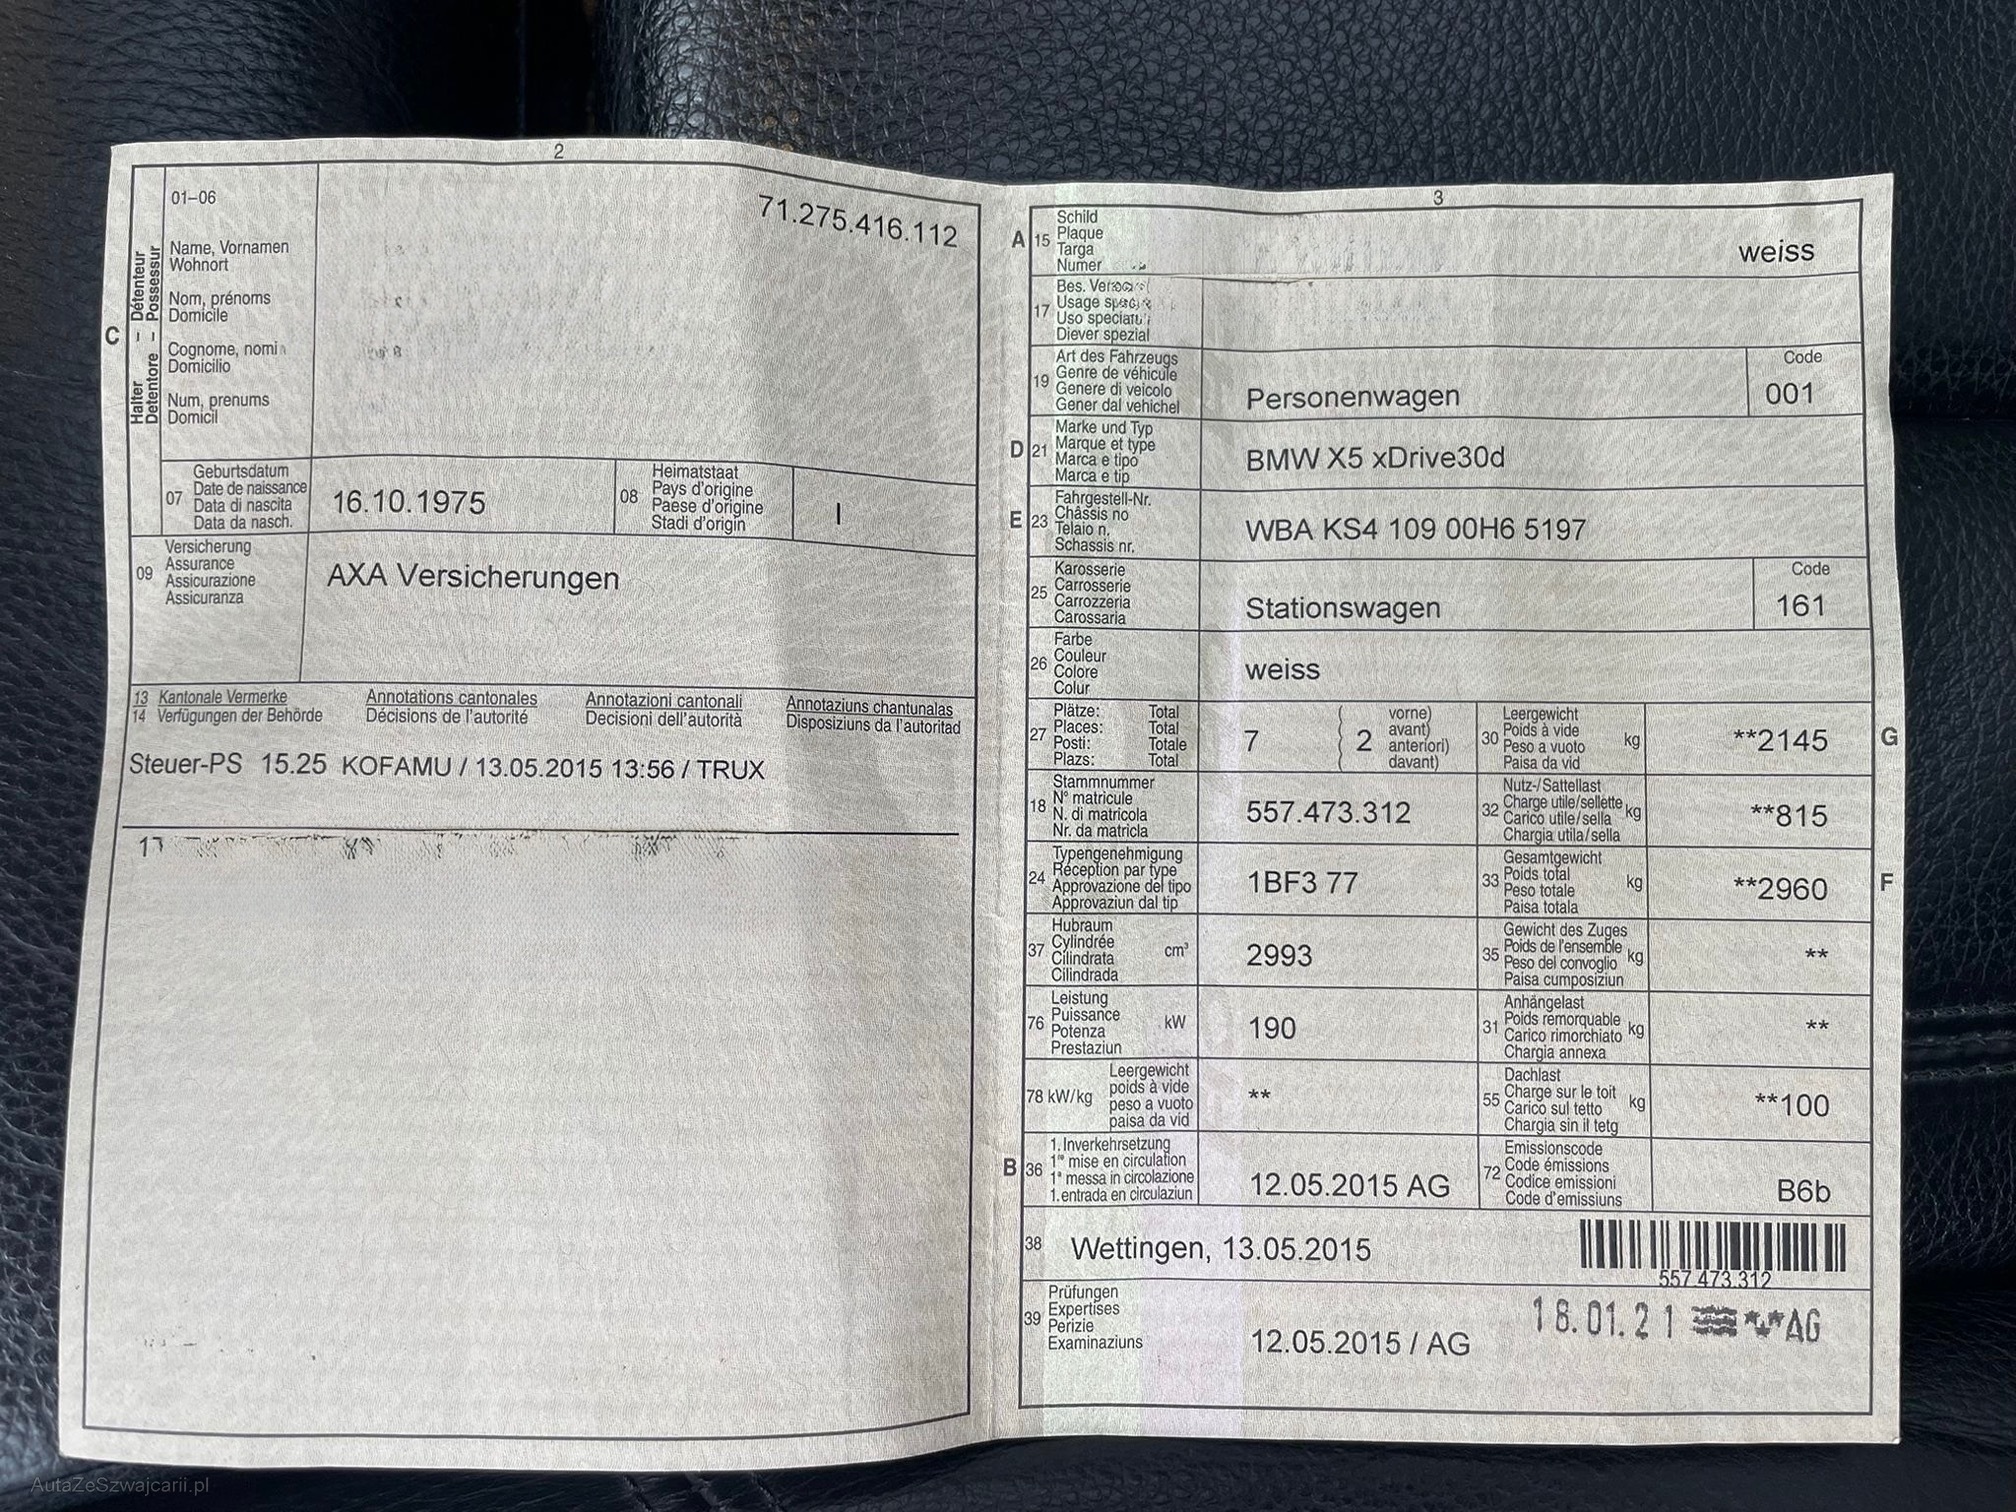 2
01–06
71.275.416.112
Halter – Détenteur
Detentore – Possessur
C
Name, Vornamen
Wohnort
Nom, prénoms
Domicile
Cognome, nomi
Domicilio
Num, prenums
Domicil
07
Geburtsdatum
Date de naissance
Data di nascita
Data da nasch.
16.10.1975
08
Heimatstaat
Pays d'origine
Paese d'origine
Stadi d'origin
I
09
Versicherung
Assurance
Assicurazione
Assicuranza
AXA Versicherungen
13 Kantonale Vermerke Annotations cantonales Annotazioni cantonali Annotaziuns chantunalas
14 Verfügungen der Behörde Décisions de l'autorité Decisioni dell'autorità Disposiziuns da l'autoritad
Steuer-PS 15.25 KOFAMU / 13.05.2015 13:56 / TRUX
3
A 15
Schild
Plaque
Targa
Numer
weiss
17
Bes.
Usage
Uso
Diever spezial
19
Art des Fahrzeugs
Genre de véhicule
Genere di veicolo
Gener dal vehichel
Personenwagen
Code
001
D 21
Marke und Typ
Marque et type
Marca e tipo
Marca e tip
BMW X5 xDrive30d
E 23
Fahrgestell-Nr.
Châssis no
Telaio n.
Schassis nr.
WBA KS4 109 00H6 5197
25
Karosserie
Carrosserie
Carrozzeria
Carossaria
Stationswagen
Code
161
26
Farbe
Couleur
Colore
Colur
weiss
27
Plätze: Total
Places: Total
Posti: Totale
Plazs: Total
7
( 2
vorne)
avant)
anteriori)
davant)
30
Leergewicht
Poids à vide
Peso a vuoto
Paisa da vid
kg
**2145
G
18
Stammnummer
N° matricule
N. di matricola
Nr. da matricla
557.473.312
32
Nutz-/Sattellast
Charge utile/sellette
Carico utile/sella
Chargia utila/sella
kg
**815
24
Typengenehmigung
Réception par type
Approvazione del tipo
Approvaziun dal tip
1BF3 77
33
Gesamtgewicht
Poids total
Peso totale
Paisa totala
kg
**2960
F
37
Hubraum
Cylindrée
Cilindrata
Cilindrada
cm³
2993
35
Gewicht des Zuges
Poids de l'ensemble
Peso del convoglio
Paisa cumposiziun
kg
**
76
Leistung
Puissance
Potenza
Prestaziun
kW
190
31
Anhängelast
Poids remorquable
Carico rimorchiato
Chargia annexa
kg
**
78 kW/kg
Leergewicht
poids à vide
peso a vuoto
paisa da vid
**
55
Dachlast
Charge sur le toit
Carico sul tetto
Chargia sin il tetg
kg
**100
B 36
1. Inverkehrsetzung
1re mise en circulation
1a messa in circolazione
1. entrada en circulaziun
12.05.2015 AG
72
Emissionscode
Code émissions
Codice emissioni
Code d'emissiuns
B6b
38
Wettingen, 13.05.2015
557.473.312
39
Prüfungen
Expertises
Perizie
Examinaziuns
12.05.2015 / AG
18.01.21 AG
AutaZeSzwajcarii.pl